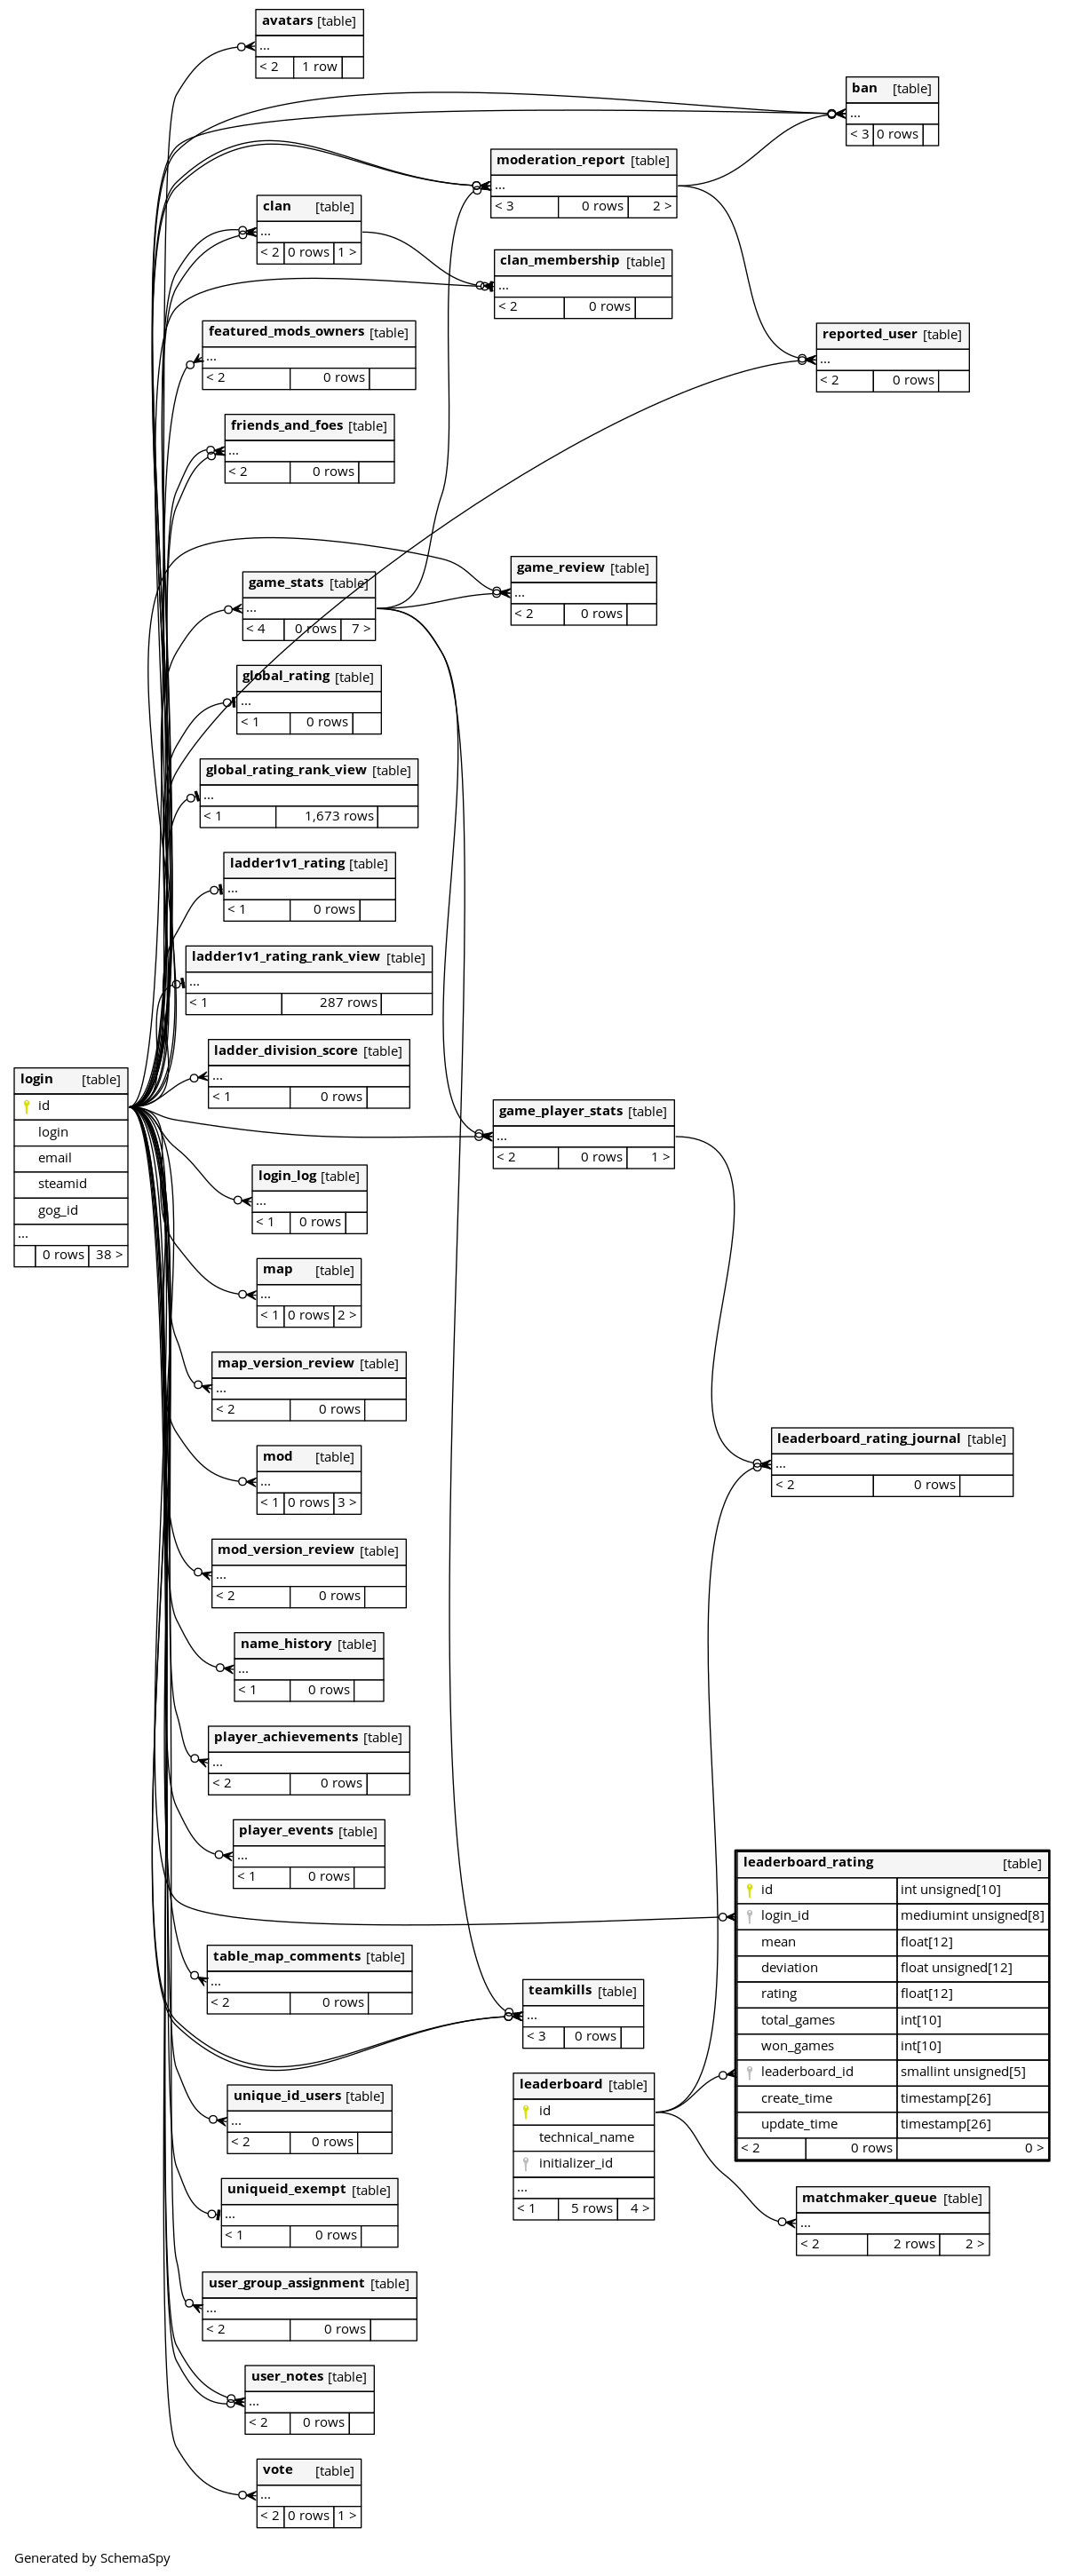 avatars [table]
...
< 2 1 row
ban [table]
...
< 3 0 rows
moderation_report [table]
...
< 3 0 rows 2 >
clan [table]
...
< 2 0 rows 1 >
clan_membership [table]
...
< 2 0 rows
featured_mods_owners [table]
...
< 2 0 rows
reported_user [table]
...
< 2 0 rows
friends_and_foes [table]
...
< 2 0 rows
game_review [table]
...
< 2 0 rows
game_stats [table]
...
< 4 0 rows 7 >
global_rating [table]
...
< 1 0 rows
global_rating_rank_view [table]
...
< 1 1,673 rows
ladder1v1_rating [table]
...
< 1 0 rows
ladder1v1_rating_rank_view [table]
...
< 1 287 rows
ladder_division_score [table]
...
< 1 0 rows
login [table]
id
login
email
steamid
gog_id
...
0 rows 38 >
game_player_stats [table]
...
< 2 0 rows 1 >
login_log [table]
...
< 1 0 rows
map [table]
...
< 1 0 rows 2 >
map_version_review [table]
...
< 2 0 rows
leaderboard_rating_journal [table]
...
< 2 0 rows
mod [table]
...
< 1 0 rows 3 >
mod_version_review [table]
...
< 2 0 rows
name_history [table]
...
< 1 0 rows
player_achievements [table]
...
< 2 0 rows
player_events [table]
...
< 1 0 rows
leaderboard_rating [table]
id int unsigned[10]
login_id mediumint unsigned[8]
mean float[12]
deviation float unsigned[12]
rating float[12]
total_games int[10]
won_games int[10]
leaderboard_id smallint unsigned[5]
create_time timestamp[26]
update_time timestamp[26]
< 2 0 rows 0 >
table_map_comments [table]
...
< 2 0 rows
teamkills [table]
...
< 3 0 rows
leaderboard [table]
id
technical_name
initializer_id
...
< 1 5 rows 4 >
unique_id_users [table]
...
< 2 0 rows
uniqueid_exempt [table]
...
< 1 0 rows
matchmaker_queue [table]
...
< 2 2 rows 2 >
user_group_assignment [table]
...
< 2 0 rows
user_notes [table]
...
< 2 0 rows
vote [table]
...
< 2 0 rows 1 >
Generated by SchemaSpy